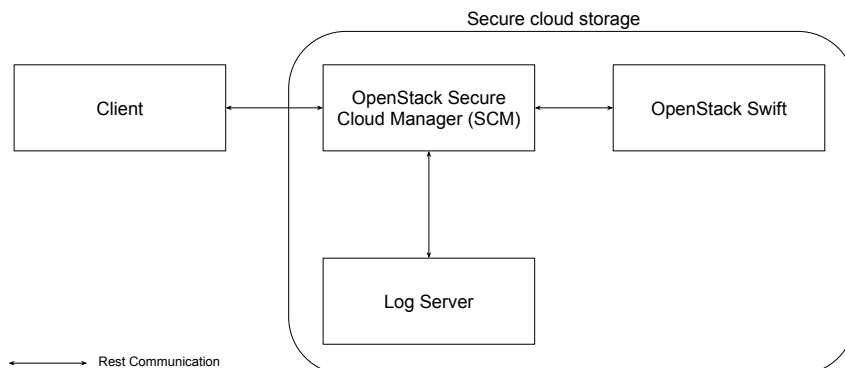 Secure cloud storage
Client
OpenStack Secure
Cloud Manager (SCM)
OpenStack Swift
Log Server
Rest Communication